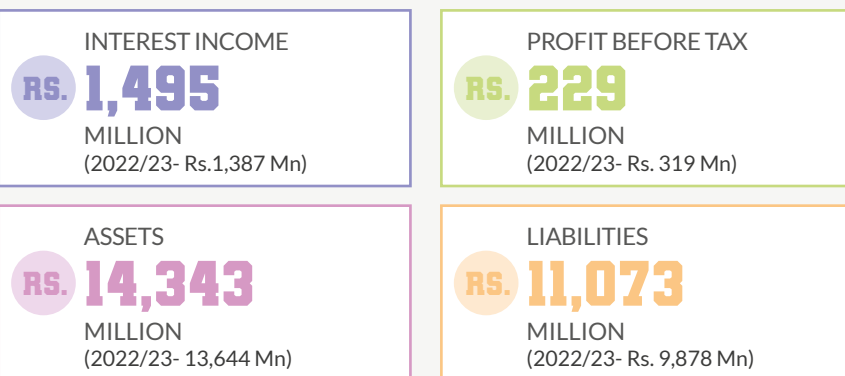 INTEREST INCOME
RS. 1,495
MILLION
(2022/23- Rs.1,387 Mn)
PROFIT BEFORE TAX
RS. 229
MILLION
(2022/23- Rs. 319 Mn)
ASSETS
RS. 14,343
MILLION
(2022/23- 13,644 Mn)
LIABILITIES
RS. 11,073
MILLION
(2022/23- Rs. 9,878 Mn)